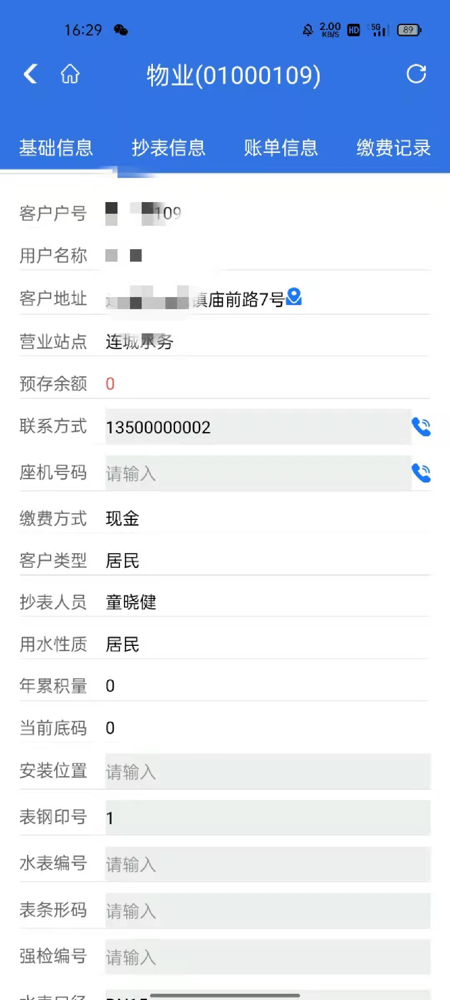 16:29
2.00
KB/S
HD
5G
89
物业(01000109)
基础信息 抄表信息 账单信息 缴费记录
客户户号 109
用户名称
客户地址 镇庙前路7号
营业站点 连城水务
预存余额 0
联系方式 13500000002
座机号码 请输入
缴费方式 现金
客户类型 居民
抄表人员 童晓健
用水性质 居民
年累积量 0
当前底码 0
安装位置 请输入
表钢印号 1
水表编号 请输入
表条形码 请输入
强检编号 请输入